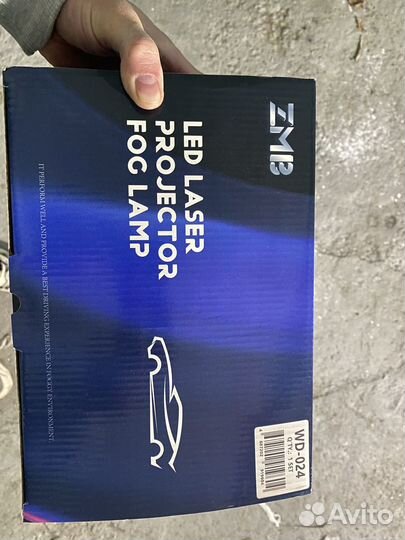 ZMB
LED LASER
PROJECTOR
FOG LAMP
IT PERFORM WELL AND PROVIDE A BEST DRIVING EXPERIENCE IN FOGGY ENVIRONMENT.
WD-024
Q'TY: 1 SET
Avito